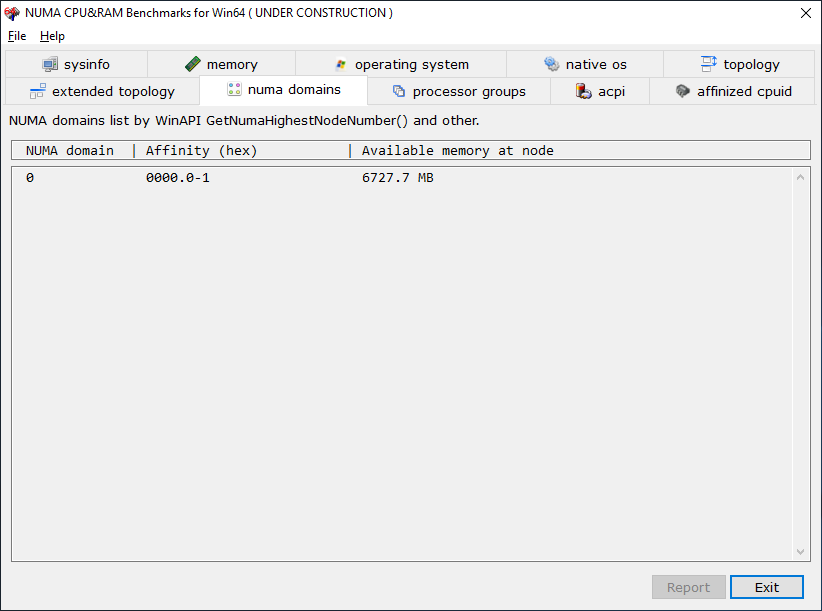 NUMA CPU&RAM Benchmarks for Win64 ( UNDER CONSTRUCTION )
File Help
sysinfo memory operating system native os topology
extended topology numa domains processor groups acpi affinized cpuid
NUMA domains list by WinAPI GetNumaHighestNodeNumber() and other.
NUMA domain | Affinity (hex) | Available memory at node
0 0000.0-1 6727.7 MB
Report Exit